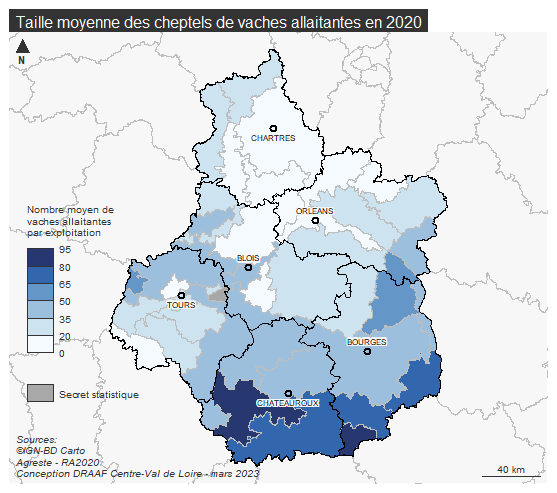 Taille moyenne des cheptels de vaches allaitantes en 2020
N
CHARTRES
ORLEANS
Nombre moyen de
vaches allaitantes
par exploitation
BLOIS
95
80
65
50
35
20
0
TOURS
BOURGES
Secret statistique
CHATEAUROUX
Sources:
©IGN-BD Carto
Agreste - RA2020
Conception DRAAF Centre-Val de Loire - mars 2023
40 km